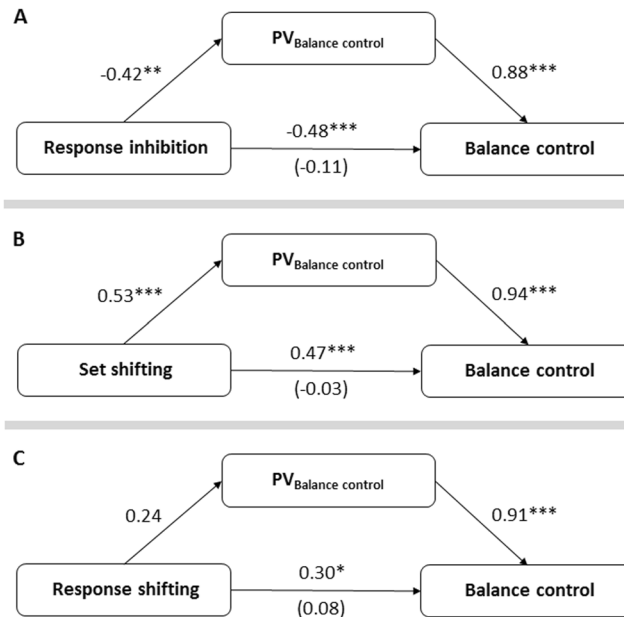 A
PVBalance control
-0.42**
0.88***
Response inhibition
-0.48***
Balance control
(-0.11)
B
PVBalance control
0.53***
0.94***
Set shifting
0.47***
Balance control
(-0.03)
C
PVBalance control
0.24
0.91***
Response shifting
0.30*
Balance control
(0.08)